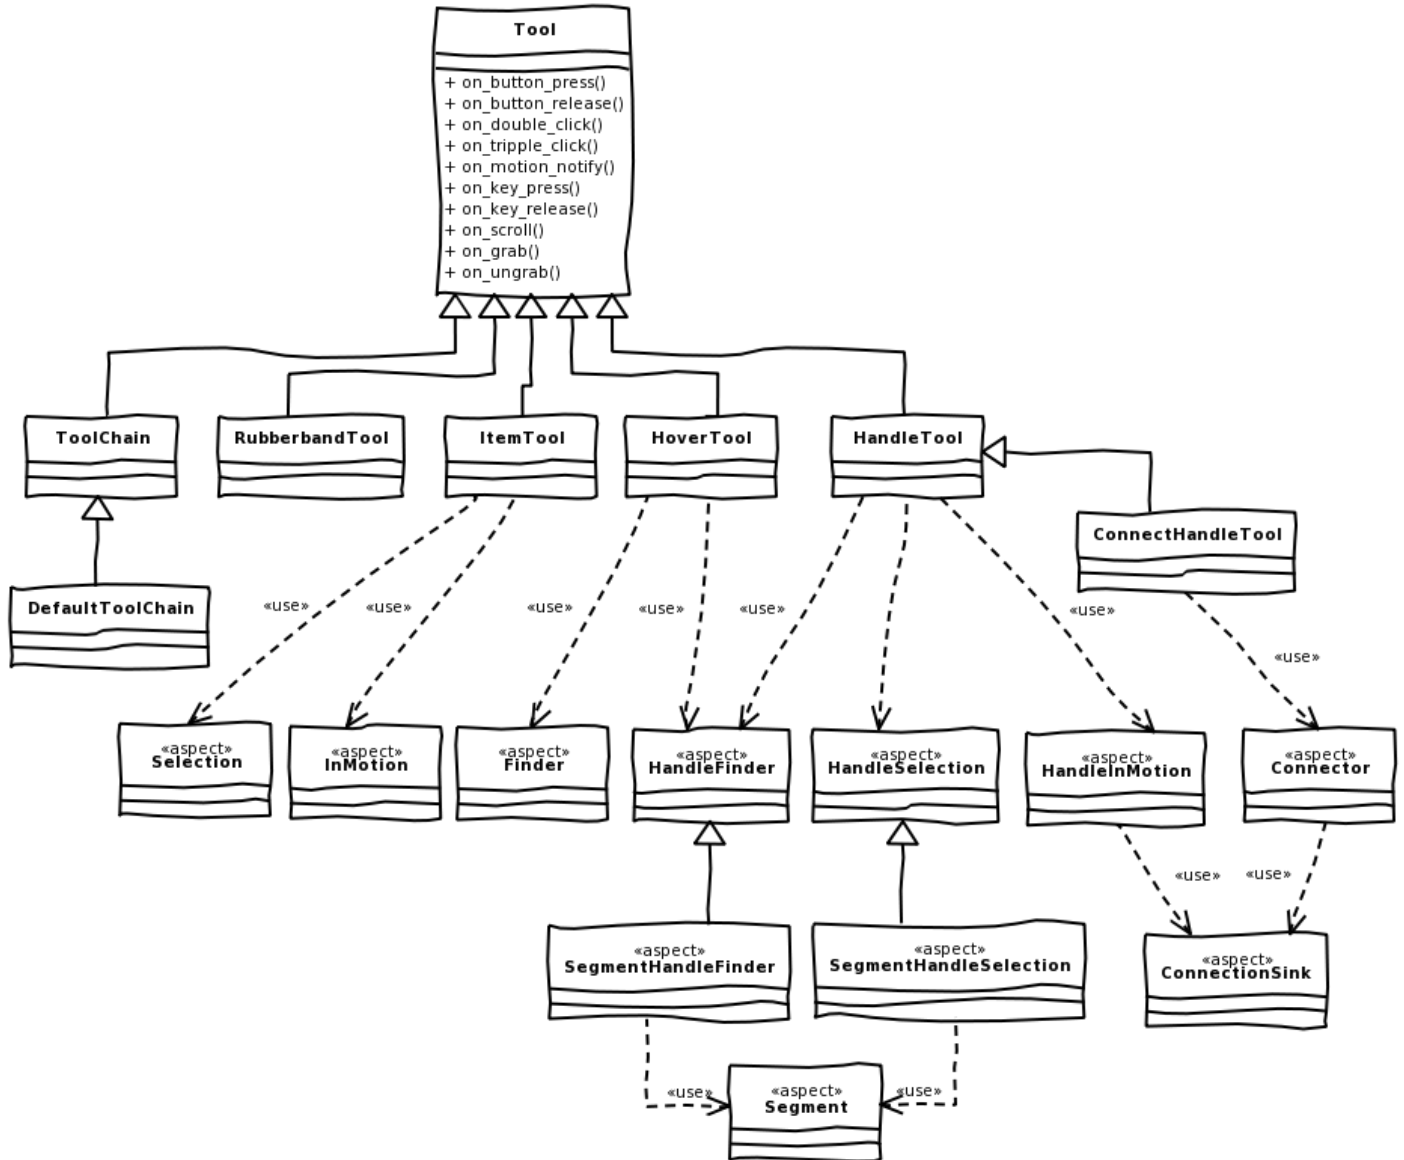 Tool
+ on_button_press()
+ on_button_release()
+ on_double_click()
+ on_tripple_click()
+ on_motion_notify()
+ on_key_press()
+ on_key_release()
+ on_scroll()
+ on_grab()
+ on_ungrab()
ToolChain
RubberbandTool
ItemTool
HoverTool
HandleTool
ConnectHandleTool
DefaultToolChain
«use»
«use»
«use»
«use»
«use»
«use»
«use»
«aspect»
Selection
«aspect»
InMotion
«aspect»
Finder
«aspect»
HandleFinder
«aspect»
HandleSelection
«aspect»
HandleInMotion
«aspect»
Connector
«use»
«use»
«aspect»
SegmentHandleFinder
«aspect»
SegmentHandleSelection
«aspect»
ConnectionSink
«use»
«aspect»
Segment
«use»